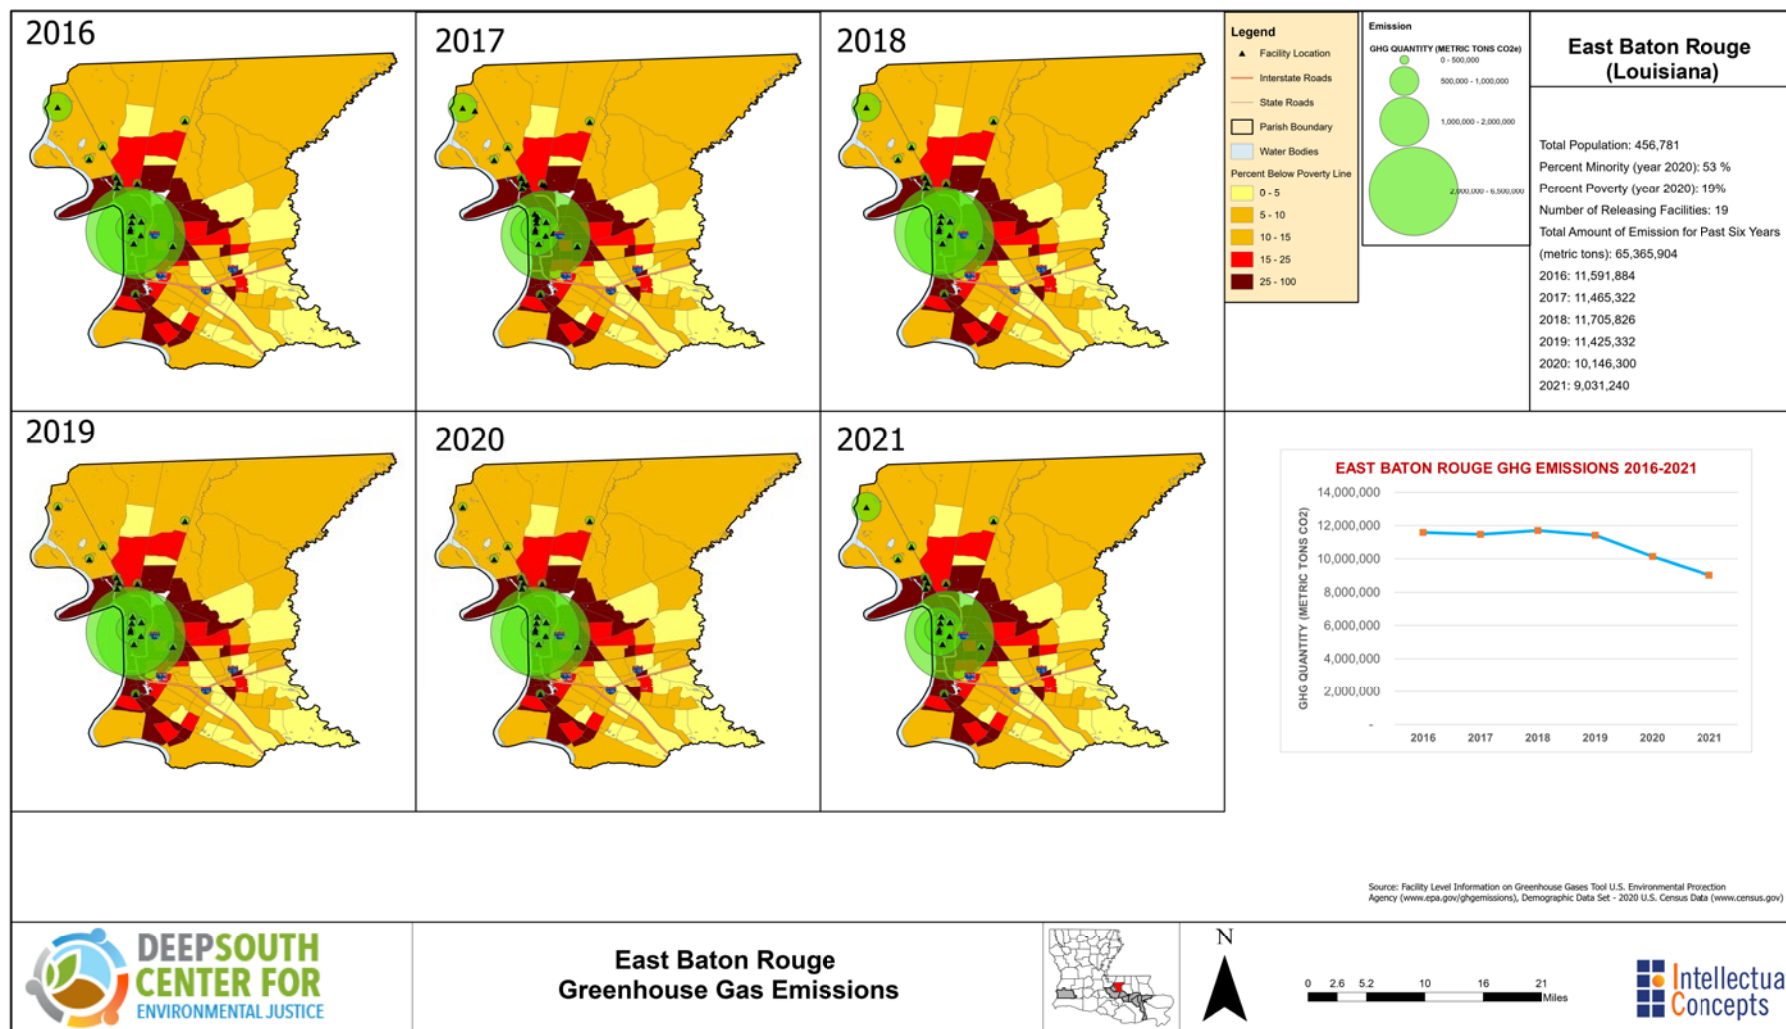 2016
2017
2018
Legend
Facility Location
Interstate Roads
State Roads
Parish Boundary
Water Bodies
Percent Below Poverty Line
0 - 5
5 - 10
10 - 15
15 - 25
25 - 100
Emission
GHG QUANTITY (METRIC TONS CO2e)
0 - 500,000
500,000 - 1,000,000
1,000,000 - 2,000,000
2,000,000 - 6,500,000
East Baton Rouge
(Louisiana)
Total Population: 456,781
Percent Minority (year 2020): 53 %
Percent Poverty (year 2020): 19%
Number of Releasing Facilities: 19
Total Amount of Emission for Past Six Years
(metric tons): 65,365,904
2016: 11,591,884
2017: 11,465,322
2018: 11,705,826
2019: 11,425,332
2020: 10,146,300
2021: 9,031,240
2019
2020
2021
EAST BATON ROUGE GHG EMISSIONS 2016-2021
GHG QUANTITY (METRIC TONS CO2)
14,000,000
12,000,000
10,000,000
8,000,000
6,000,000
4,000,000
2,000,000
-
2016 2017 2018 2019 2020 2021
Source: Facility Level Information on Greenhouse Gases Tool U.S. Environmental Protection
Agency (www.epa.gov/ghgemissions), Demographic Data Set - 2020 U.S. Census Data (www.census.gov)
DEEPSOUTH
CENTER FOR
ENVIRONMENTAL JUSTICE
East Baton Rouge
Greenhouse Gas Emissions
N
0 2.6 5.2 10 16 21
Miles
Intellectua
Concepts